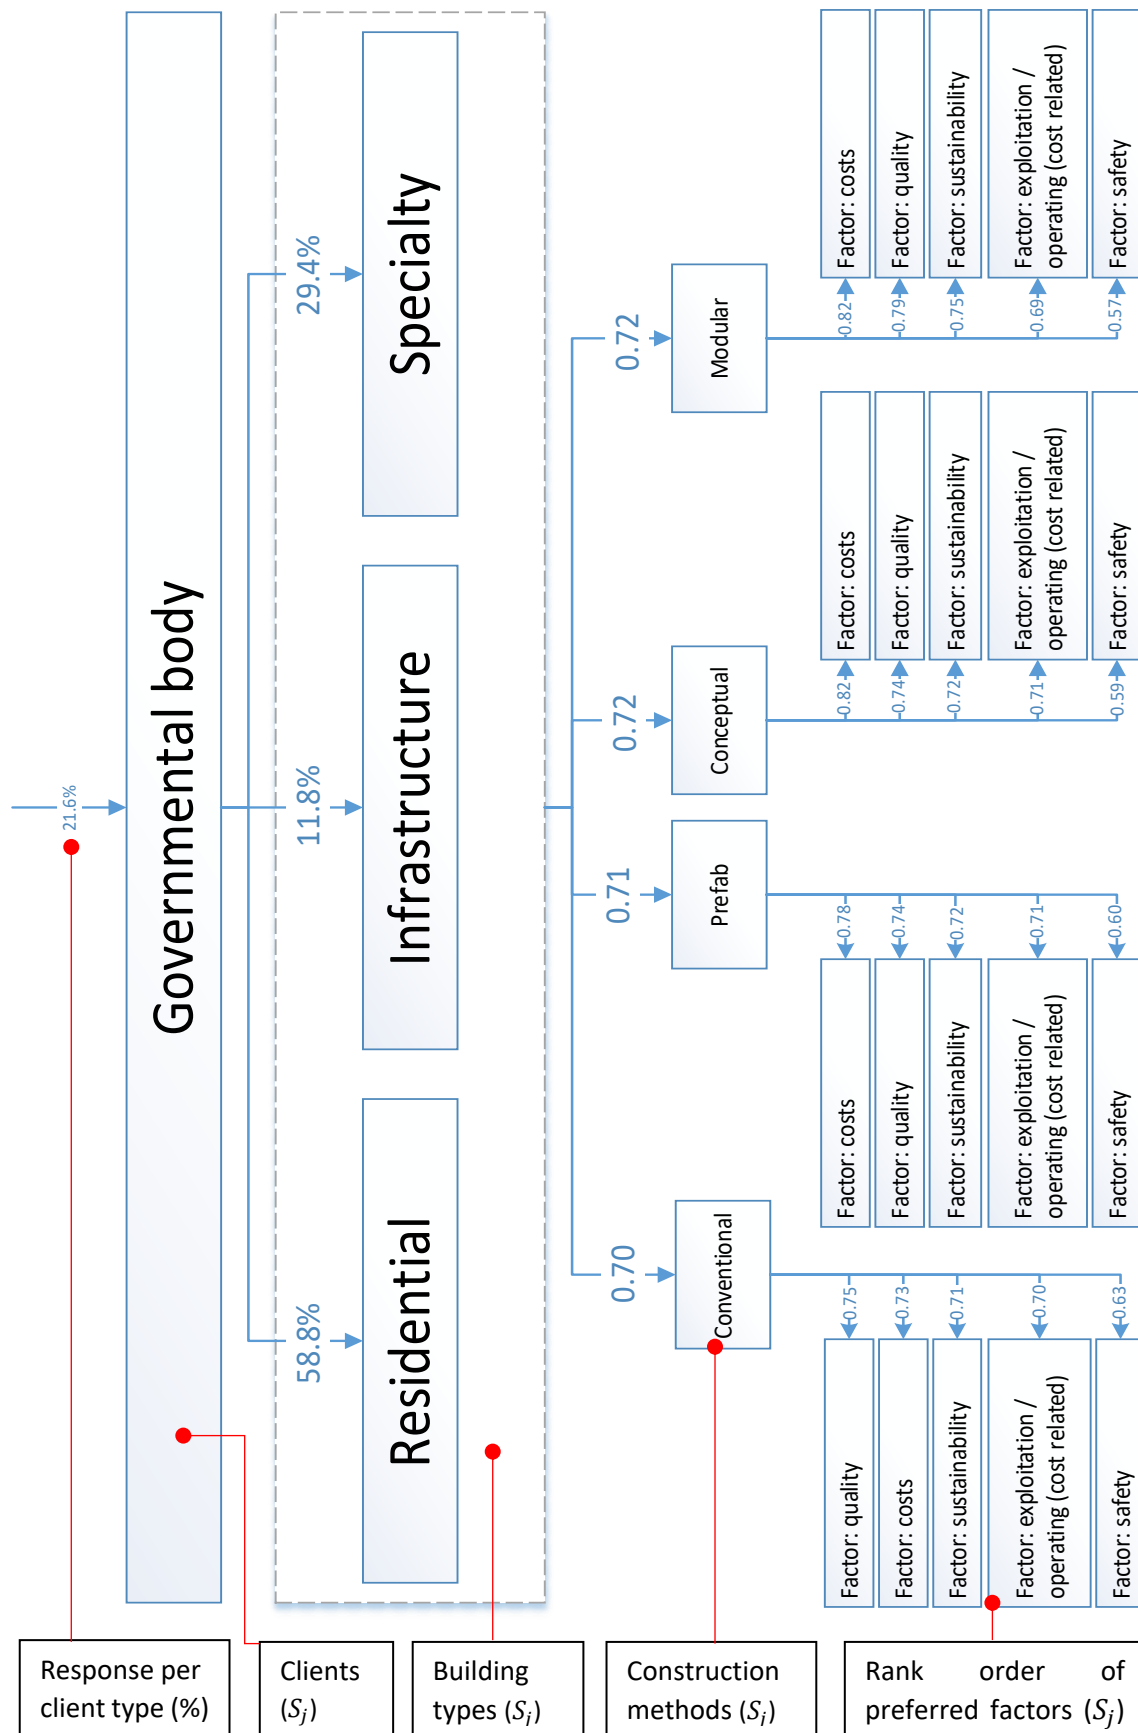 21.6%
Governmental body
58.8%
11.8%
29.4%
Residential
Infrastructure
Specialty
0.70
0.71
0.72
0.72
Conventional
Prefab
Conceptual
Modular
0.75
Factor: quality
0.73
Factor: costs
0.71
Factor: sustainability
0.70
Factor: exploitation /
operating (cost related)
0.63
Factor: safety
0.78
Factor: costs
0.74
Factor: quality
0.72
Factor: sustainability
0.71
Factor: exploitation /
operating (cost related)
0.60
Factor: safety
0.82
Factor: costs
0.74
Factor: quality
0.72
Factor: sustainability
0.71
Factor: exploitation /
operating (cost related)
0.59
Factor: safety
0.82
Factor: costs
0.79
Factor: quality
0.75
Factor: sustainability
0.69
Factor: exploitation /
operating (cost related)
0.57
Factor: safety
Response per
client type (%)
Clients
(S_j)
Building
types (S_i)
Construction
methods (S_i)
Rank order of
preferred factors (S_j)